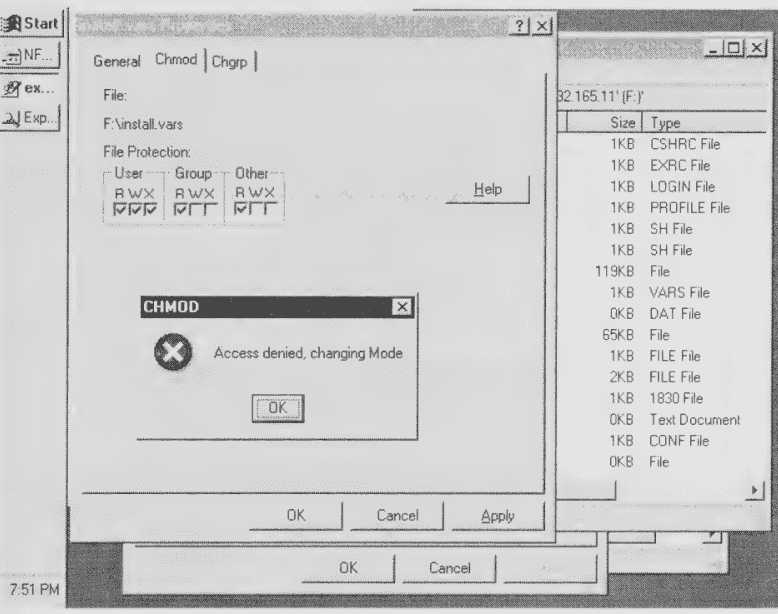 Start
NF...
ex...
Exp...
7:51 PM
General Chmod Chgrp
File:
F:\install.vars
File Protection:
User Group Other
R W X R W X R W X
Help
CHMOD
Access denied, changing Mode
OK
OK Cancel Apply
OK Cancel
32.165.11' (F:)'
Size Type
1KB CSHRC File
1KB EXRC File
1KB LOGIN File
1KB PROFILE File
1KB SH File
1KB SH File
119KB File
1KB VARS File
0KB DAT File
65KB File
1KB FILE File
2KB FILE File
1KB 1830 File
0KB Text Document
1KB CONF File
0KB File